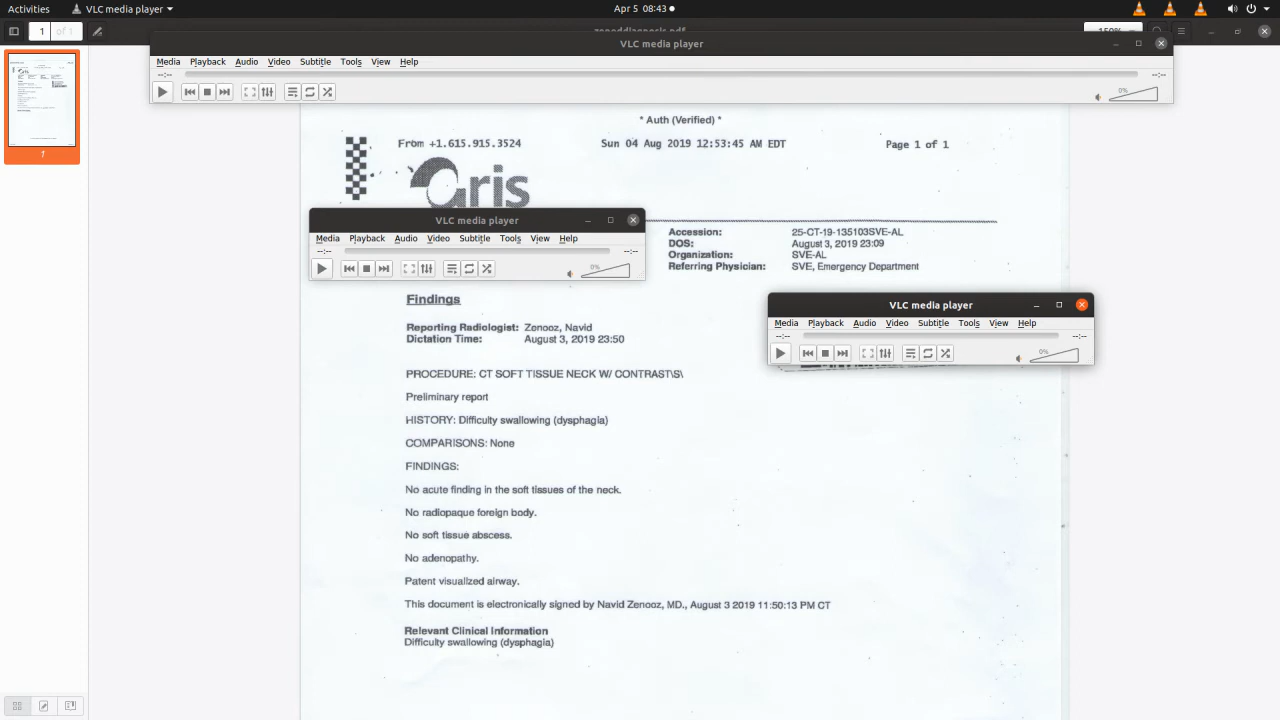 Activities
VLC media player
Apr 5 08:43
1 of 1
150%
VLC media player
Media Playback Audio Video Subtitle Tools View Help
--:-- --:--
0%
* Auth (Verified) *
From +1.615.915.3524 Sun 04 Aug 2019 12:53:45 AM EDT Page 1 of 1
aris
1
VLC media player
Media Playback Audio Video Subtitle Tools View Help
--:-- --:--
0%
Accession: 25-CT-19-135103SVE-AL
DOS: August 3, 2019 23:09
Organization: SVE-AL
Referring Physician: SVE, Emergency Department
VLC media player
Media Playback Audio Video Subtitle Tools View Help
--:-- --:--
0%
Findings
Reporting Radiologist: Zenooz, Navid
Dictation Time: August 3, 2019 23:50
PROCEDURE: CT SOFT TISSUE NECK W/ CONTRAST\S\
Preliminary report
HISTORY: Difficulty swallowing (dysphagia)
COMPARISONS: None
FINDINGS:
No acute finding in the soft tissues of the neck.
No radiopaque foreign body.
No soft tissue abscess.
No adenopathy.
Patent visualized airway.
This document is electronically signed by Navid Zenooz, MD., August 3 2019 11:50:13 PM CT
Relevant Clinical Information
Difficulty swallowing (dysphagia)